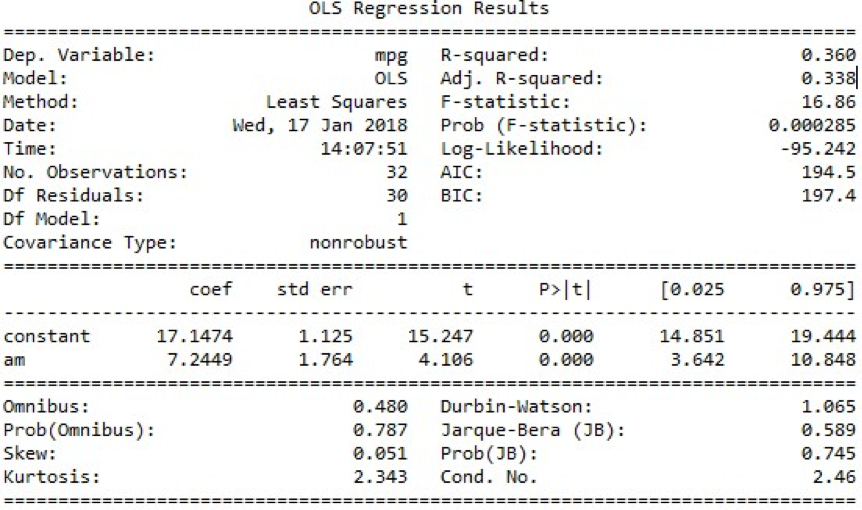 OLS Regression Results
==============================================================================
Dep. Variable:                    mpg   R-squared:                       0.360
Model:                            OLS   Adj. R-squared:                  0.338
Method:                 Least Squares   F-statistic:                     16.86
Date:                Wed, 17 Jan 2018   Prob (F-statistic):           0.000285
Time:                        14:07:51   Log-Likelihood:                -95.242
No. Observations:                  32   AIC:                             194.5
Df Residuals:                      30   BIC:                             197.4
Df Model:                           1
Covariance Type:            nonrobust
==============================================================================
coef    std err          t      P>|t|      [0.025      0.975]
------------------------------------------------------------------------------
constant      17.1474      1.125     15.247      0.000      14.851      19.444
am             7.2449      1.764      4.106      0.000       3.642      10.848
==============================================================================
Omnibus:                        0.480   Durbin-Watson:                   1.065
Prob(Omnibus):                  0.787   Jarque-Bera (JB):                0.589
Skew:                           0.051   Prob(JB):                        0.745
Kurtosis:                       2.343   Cond. No.                         2.46
==============================================================================